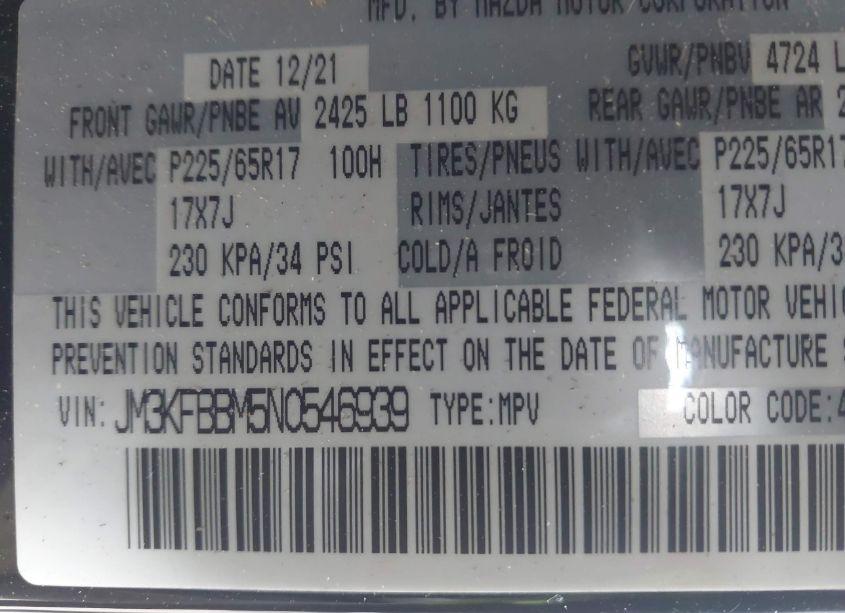 MFD. BY MAZDA MOTOR CORPORATION
DATE 12/21 GVWR/PNBV 4724 L
FRONT GAWR/PNBE AV 2425 LB 1100 KG REAR GAWR/PNBE AR 2
WITH/AVEC P225/65R17 100H TIRES/PNEUS WITH/AVEC P225/65R17
17X7J RIMS/JANTES 17X7J
230 KPA/34 PSI COLD/A FROID 230 KPA/3
THIS VEHICLE CONFORMS TO ALL APPLICABLE FEDERAL MOTOR VEHIC
PREVENTION STANDARDS IN EFFECT ON THE DATE OF MANUFACTURE S
VIN: JM3KFBBM5N0546939 TYPE:MPV COLOR CODE:4